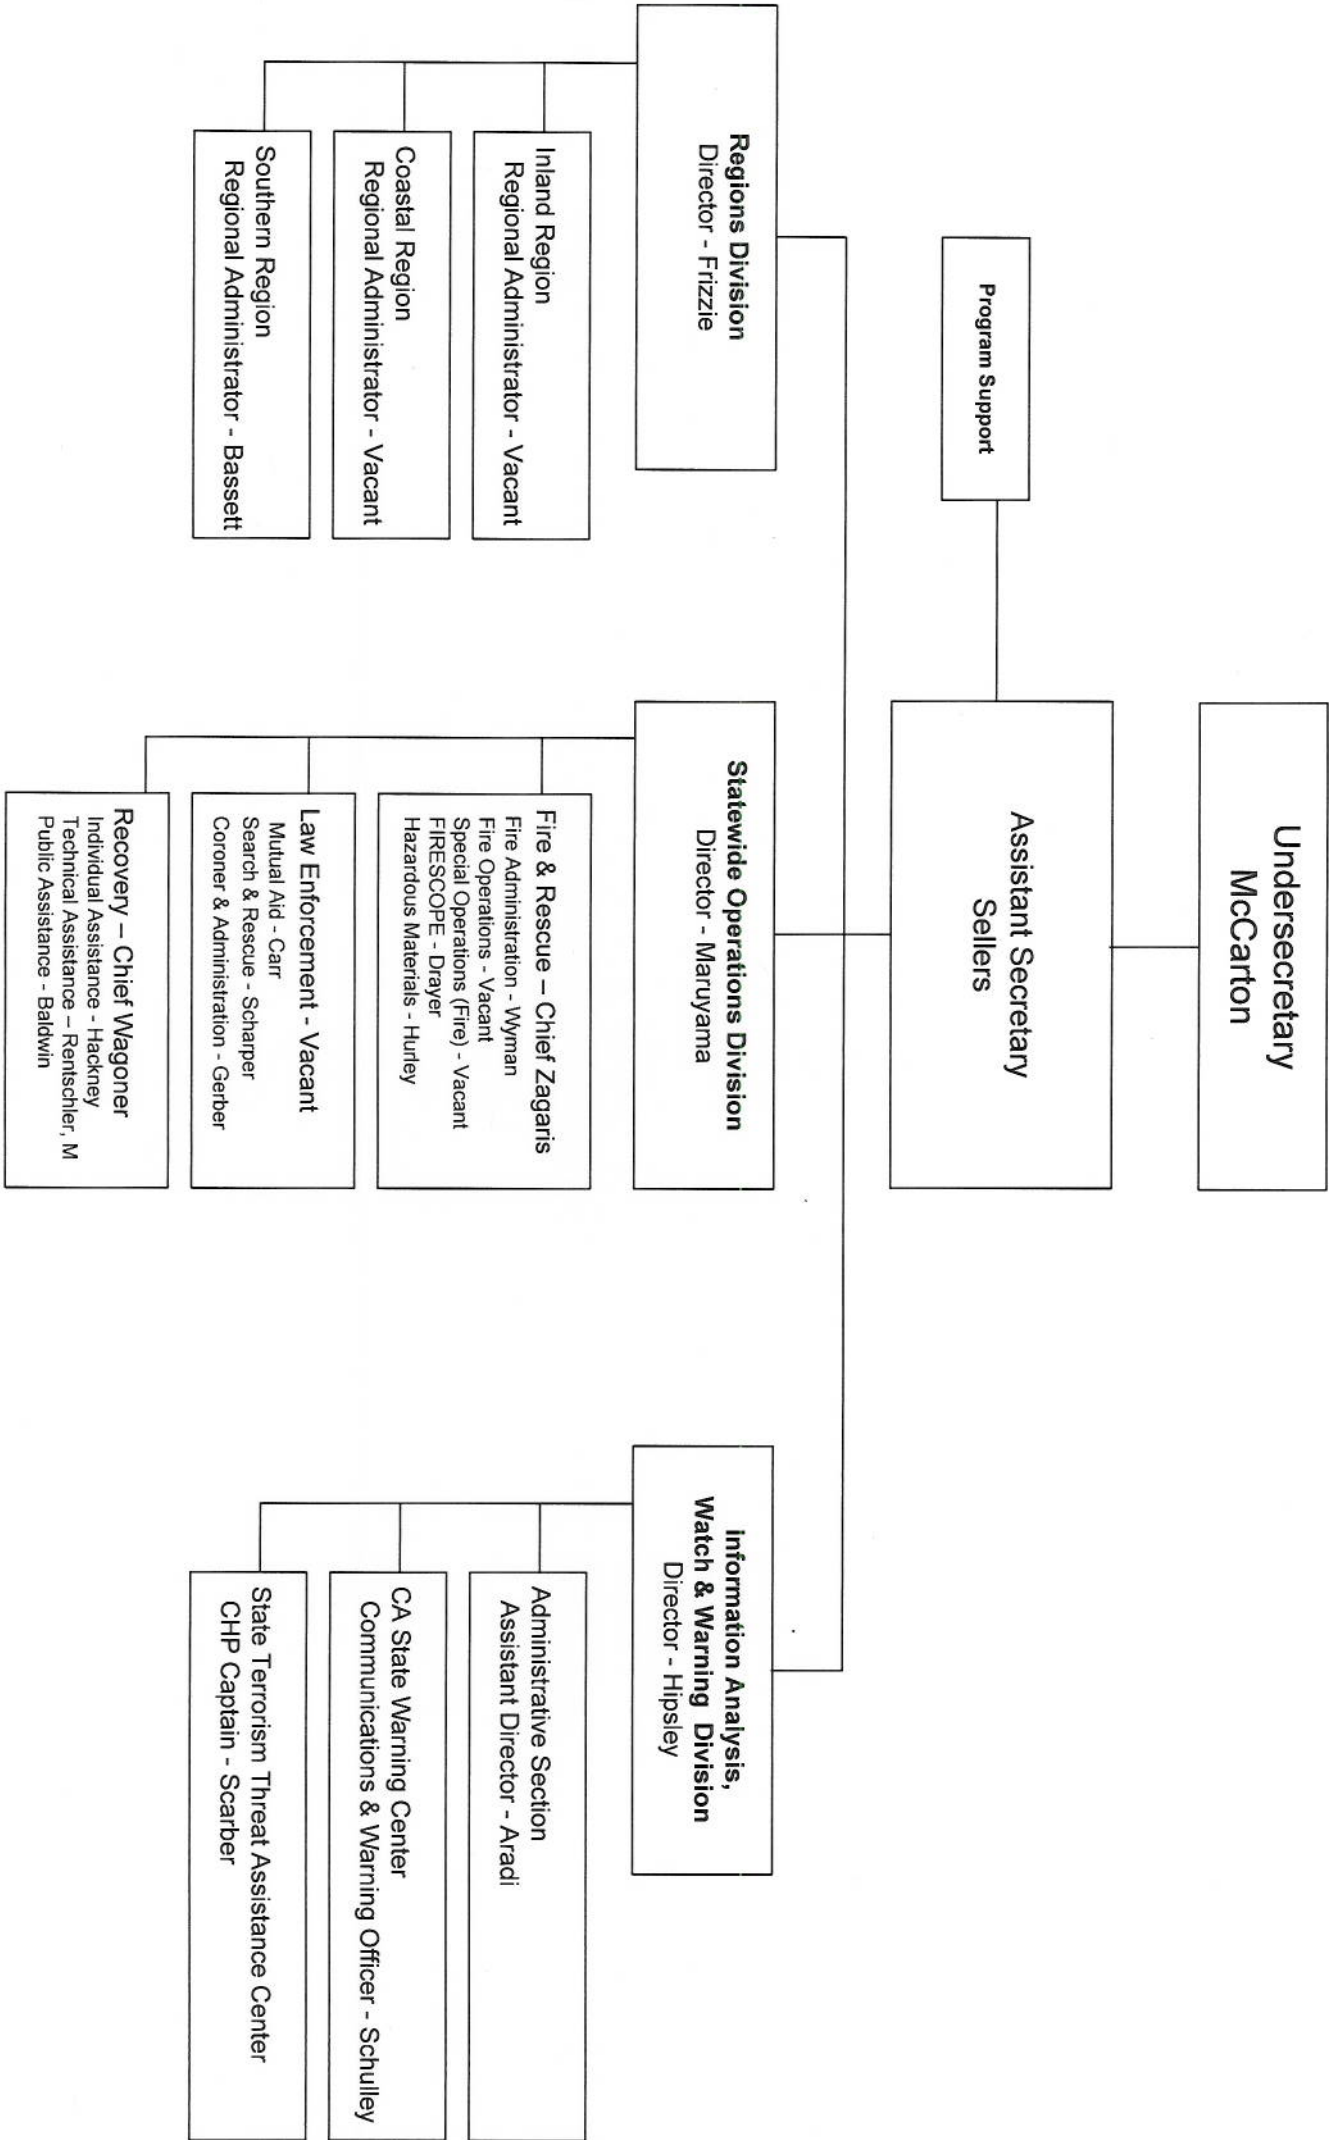 Undersecretary
McCarton
Assistant Secretary
Sellers
Program Support
Regions Division
Director - Frizzie
Inland Region
Regional Administrator - Vacant
Coastal Region
Regional Administrator - Vacant
Southern Region
Regional Administrator - Bassett
Statewide Operations Division
Director - Maruyama
Fire & Rescue – Chief Zagaris
Fire Administration - Wyman
Fire Operations - Vacant
Special Operations (Fire) - Vacant
FIRESCOPE - Drayer
Hazardous Materials - Hurley
Law Enforcement - Vacant
Mutual Aid - Carr
Search & Rescue - Scharper
Coroner & Administration - Gerber
Recovery – Chief Wagoner
Individual Assistance - Hackney
Technical Assistance – Rentschler, M
Public Assistance - Baldwin
Information Analysis,
Watch & Warning Division
Director - Hipsley
Administrative Section
Assistant Director - Aradi
CA State Warning Center
Communications & Warning Officer - Schulley
State Terrorism Threat Assistance Center
CHP Captain - Scarber